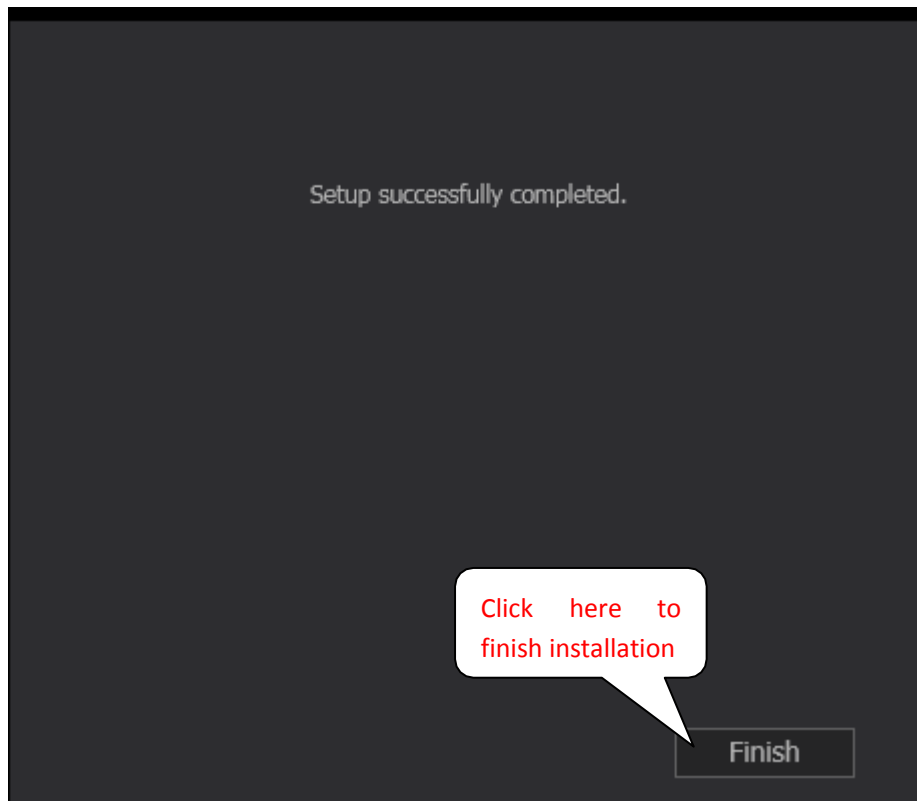 Setup successfully completed.
Click here to
finish installation
Finish